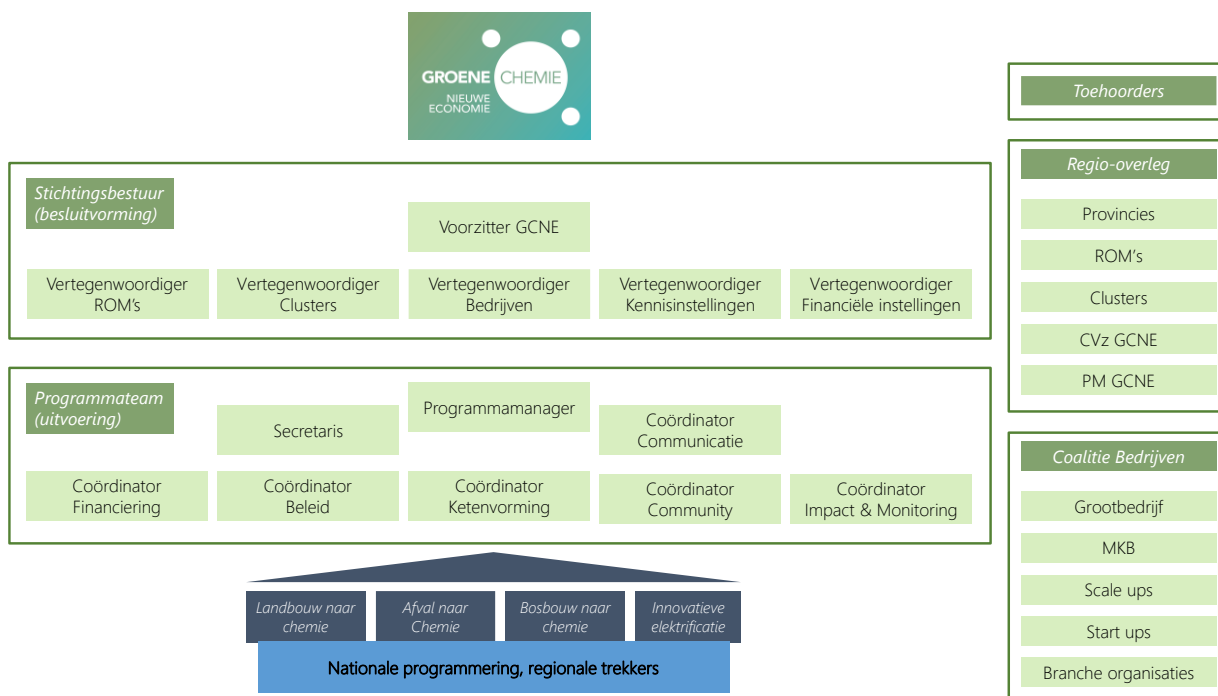 GROENE CHEMIE
NIEUWE
ECONOMIE
Stichtingsbestuur
(besluitvorming)
Voorzitter GCNE
Vertegenwoordiger
ROM's
Vertegenwoordiger
Clusters
Vertegenwoordiger
Bedrijven
Vertegenwoordiger
Kennisinstellingen
Vertegenwoordiger
Financiële instellingen
Programmateam
(uitvoering)
Programmamanager
Secretaris
Coördinator
Communicatie
Coördinator
Financiering
Coördinator
Beleid
Coördinator
Ketenvorming
Coördinator
Community
Coördinator
Impact & Monitoring
Landbouw naar
chemie
Afval naar
Chemie
Bosbouw naar
chemie
Innovatieve
elektrificatie
Nationale programmering, regionale trekkers
Toehoorders
Regio-overleg
Provincies
ROM's
Clusters
CVz GCNE
PM GCNE
Coalitie Bedrijven
Grootbedrijf
MKB
Scale ups
Start ups
Branche organisaties